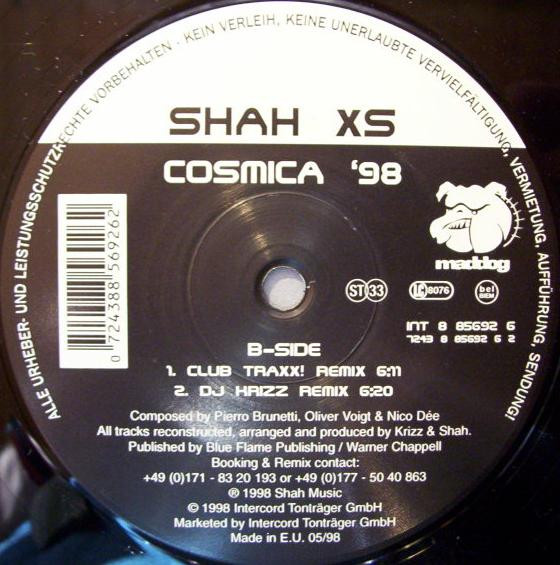 ALLE URHEBER- UND LEISTUNGSSCHUTZRECHTE VORBEHALTEN · KEIN VERLEIH, KEINE UNERLAUBTE VERVIELFÄLTIGUNG, VERMIETUNG, AUFFÜHRUNG, SENDUNG!
SHAH XS
COSMICA '98
maddog
0 724388 569262
ST 33
LC 8076
bel BIEM
INT 8 85692 6
7243 8 85692 6 2
B-SIDE
1. CLUB TRAXX! REMIX 6:11
2. DJ KRIZZ REMIX 6:20
Composed by Pierro Brunetti, Oliver Voigt & Nico Dée
All tracks reconstructed, arranged and produced by Krizz & Shah.
Published by Blue Flame Publishing / Warner Chappell
Booking & Remix contact:
+49 (0)171 - 83 20 193 or +49 (0)177 - 50 40 863
℗ 1998 Shah Music
© 1998 Intercord Tonträger GmbH
Marketed by Intercord Tonträger GmbH
Made in E.U. 05/98